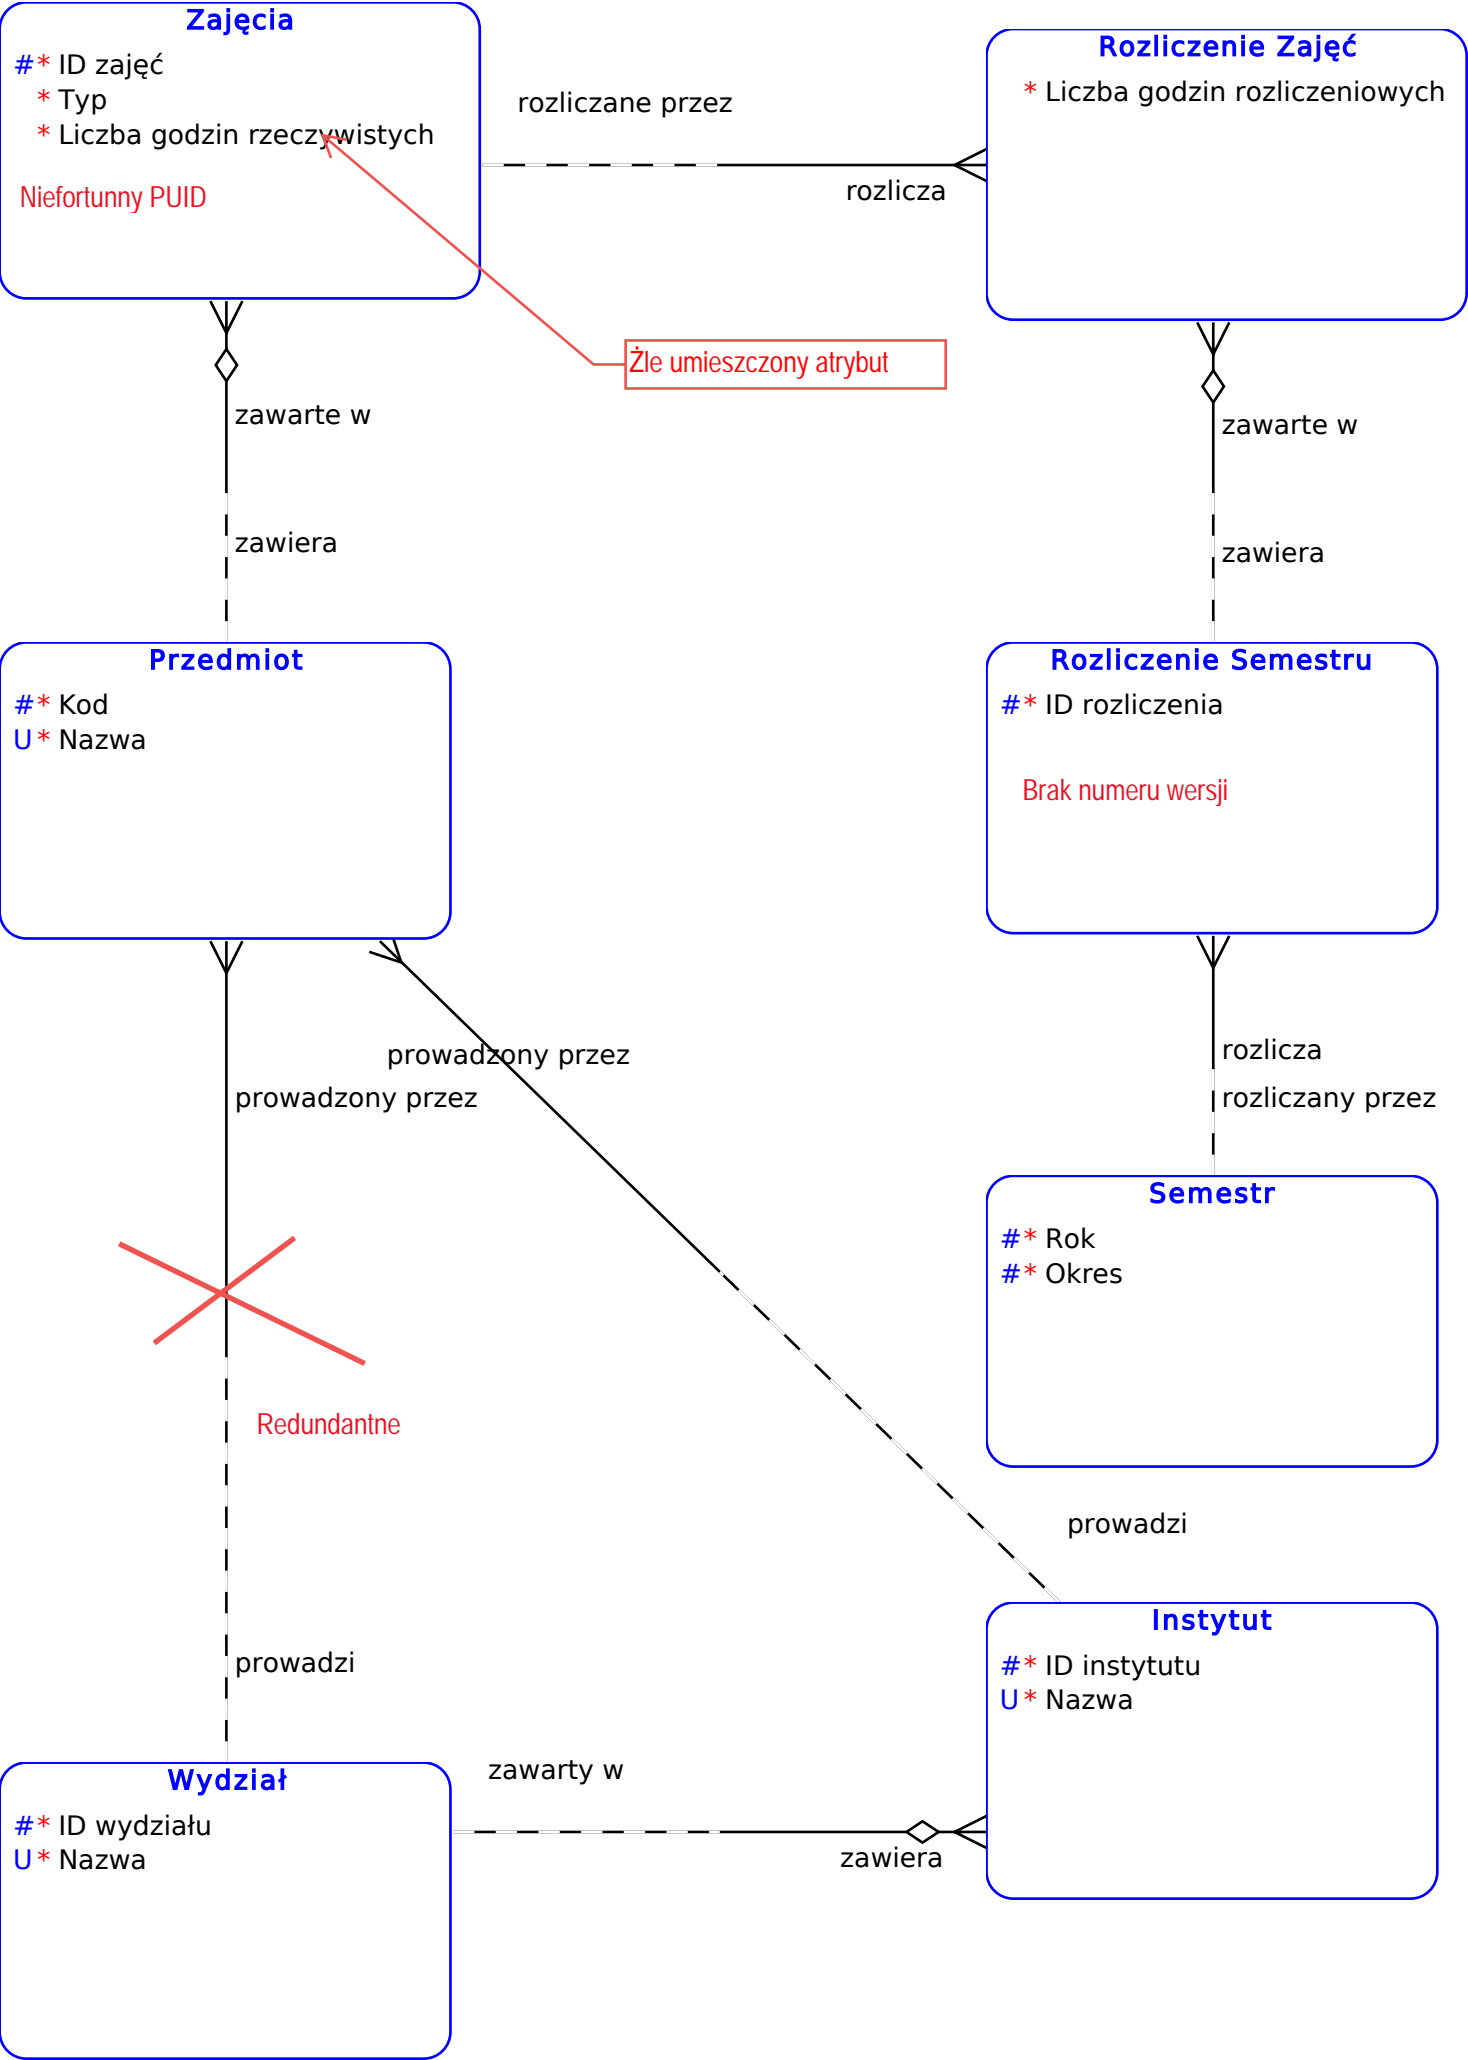 Zajęcia
#* ID zajęć
* Typ
* Liczba godzin rzeczywistych
Niefortunny PUID
rozliczane przez
rozlicza
Rozliczenie Zajęć
* Liczba godzin rozliczeniowych
Żle umieszczony atrybut
zawarte w
zawiera
zawarte w
zawiera
Przedmiot
#* Kod
U* Nazwa
Rozliczenie Semestru
#* ID rozliczenia
Brak numeru wersji
prowadzony przez
prowadzony przez
rozlicza
rozliczany przez
Semestr
#* Rok
#* Okres
Redundantne
prowadzi
prowadzi
Instytut
#* ID instytutu
U* Nazwa
Wydział
#* ID wydziału
U* Nazwa
zawarty w
zawiera